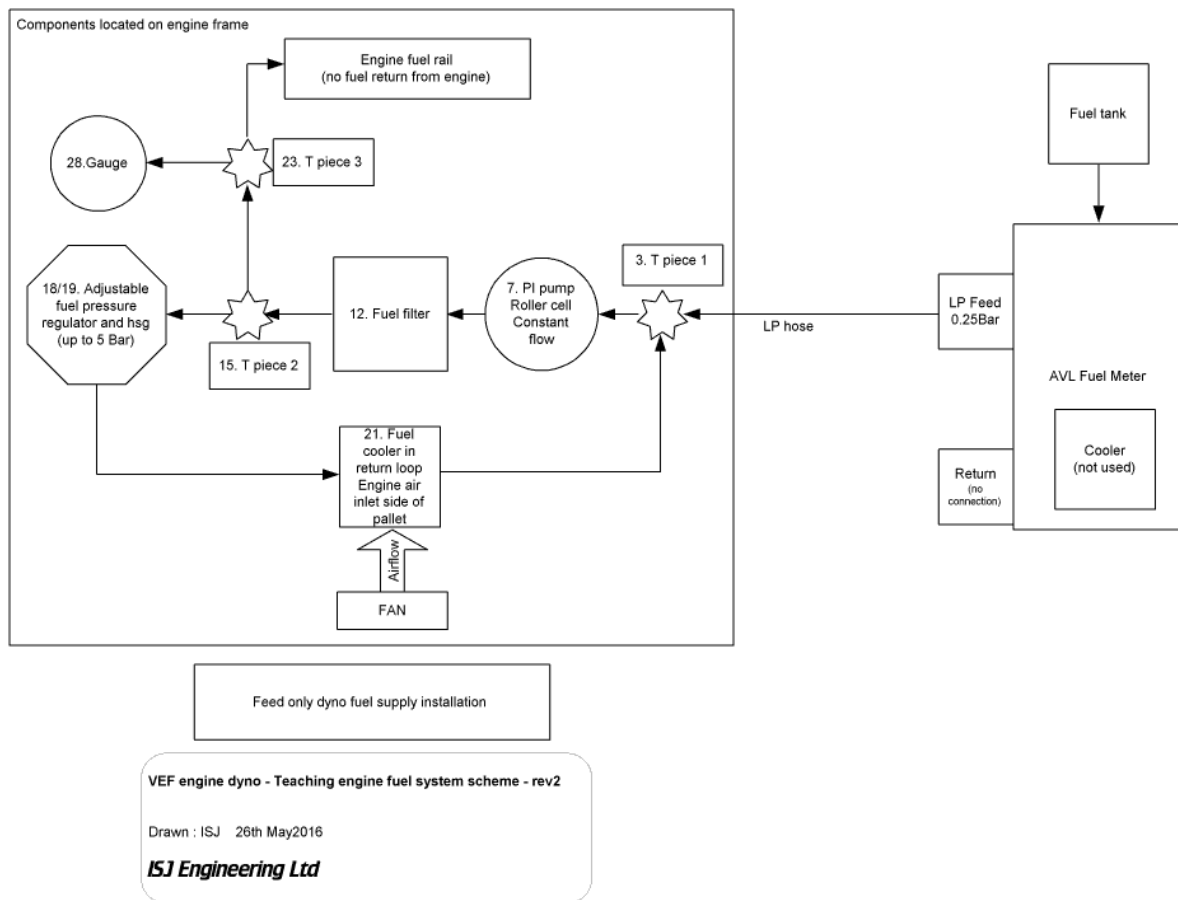 Components located on engine frame
Engine fuel rail
(no fuel return from engine)
Fuel tank
28.Gauge
23. T piece 3
3. T piece 1
18/19. Adjustable
fuel pressure
regulator and hsg
(up to 5 Bar)
15. T piece 2
12. Fuel filter
7. PI pump
Roller cell
Constant
flow
LP hose
LP Feed
0.25Bar
AVL Fuel Meter
21. Fuel
cooler in
return loop
Engine air
inlet side of
pallet
Return
(no
connection)
Cooler
(not used)
Airflow
FAN
Feed only dyno fuel supply installation
VEF engine dyno - Teaching engine fuel system scheme - rev2
Drawn : ISJ 26th May2016
ISJ Engineering Ltd